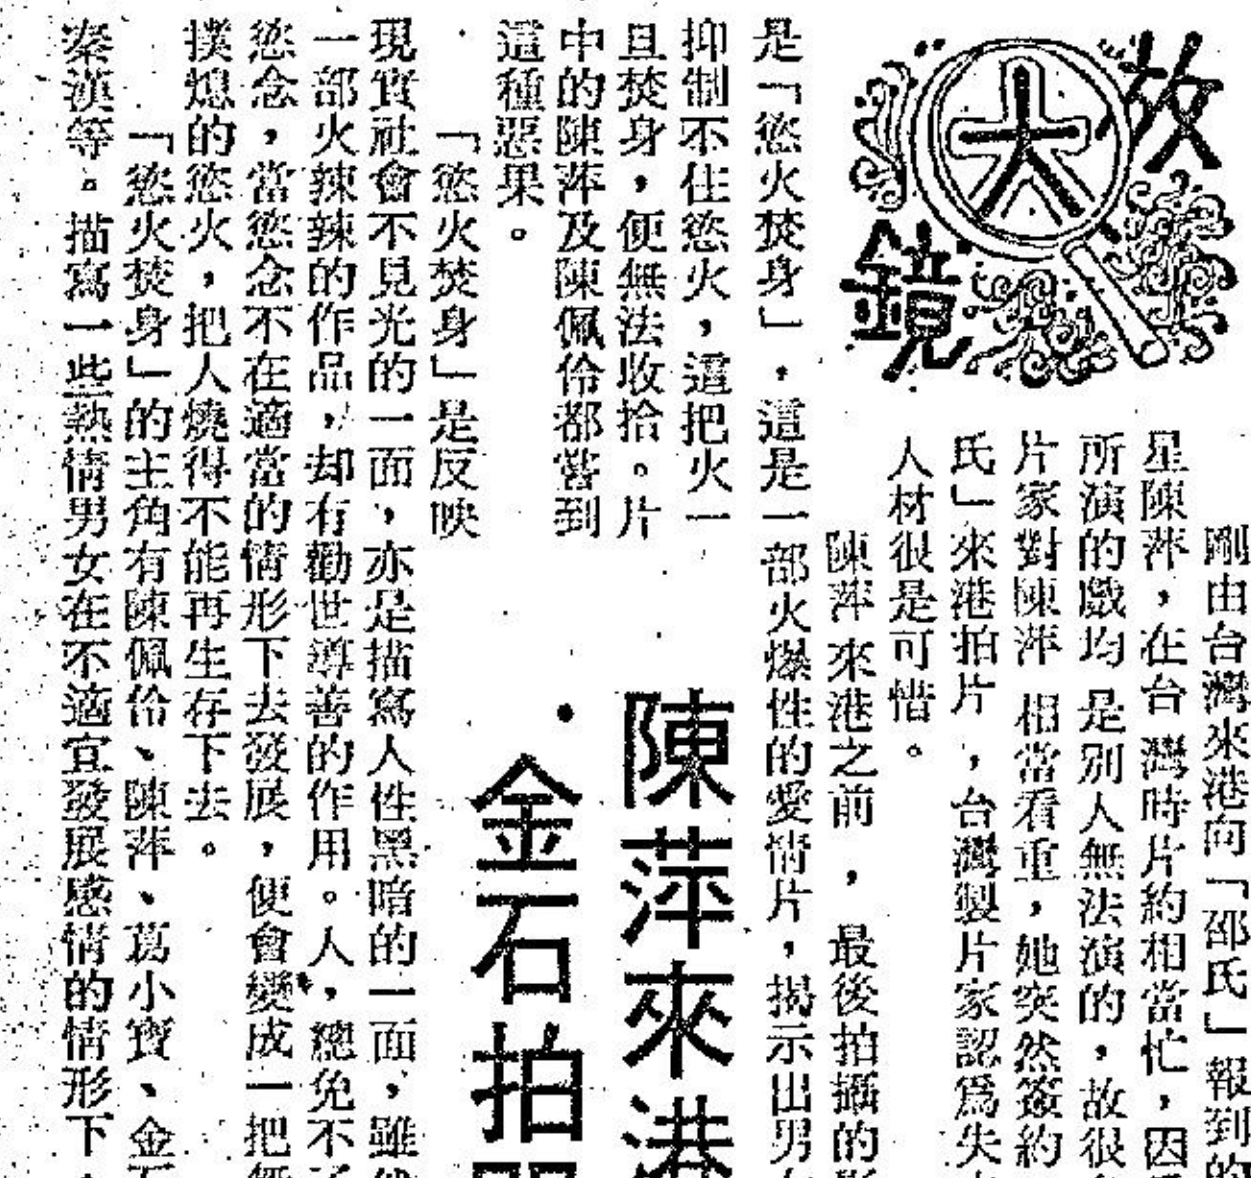 放大鏡
剛由台灣來港向「邵氏」報到的
星陳萍，在台灣時片約相當忙，因
所演的戲均是別人無法演的，故很
片家對陳萍相當看重，她突然簽約
氏」來港拍片，台灣製片家認為失
人材很是可惜。
陳萍來港之前，最後拍攝的
是「慾火焚身」，這是一部火爆性的愛情片，揭示出男
抑制不住慾火，這把火一
旦焚身，便無法收拾。片
中的陳萍及陳佩伶都嘗到
這種惡果。
陳萍來港
金石拍
「慾火焚身」是反映
現實社會不見光的一面，亦是描寫人性黑暗的一面，雖
一部火辣辣的作品，却有勸世導善的作用。人，總免不
慾念，當慾念不在適當的情形下去發展，便會變成一把
撲熄的慾火，把人燒得不能再生存下去。
「慾火焚身」的主角有陳佩伶、陳萍、葛小寶、金石
秦漢等。描寫一些熱情男女在不適宜發展感情的情形下，